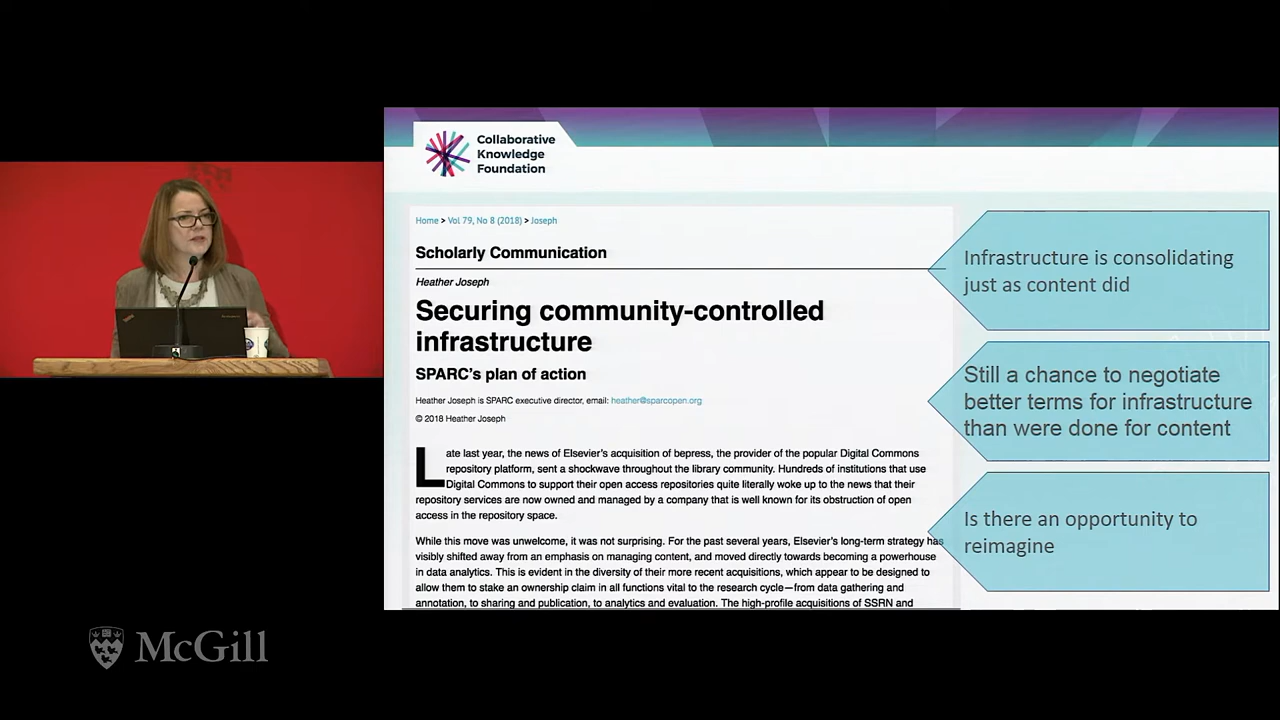 Collaborative
Knowledge
Foundation
Home > Vol 79, No 8 (2018) > Joseph
Scholarly Communication
Heather Joseph
Securing community-controlled
infrastructure
SPARC's plan of action
Heather Joseph is SPARC executive director, email: heather@sparcopen.org
© 2018 Heather Joseph
Late last year, the news of Elsevier's acquisition of bepress, the provider of the popular Digital Commons
repository platform, sent a shockwave throughout the library community. Hundreds of institutions that use
Digital Commons to support their open access repositories quite literally woke up to the news that their
repository services are now owned and managed by a company that is well known for its obstruction of open
access in the repository space.
While this move was unwelcome, it was not surprising. For the past several years, Elsevier's long-term strategy has
visibly shifted away from an emphasis on managing content, and moved directly towards becoming a powerhouse
in data analytics. This is evident in the diversity of their more recent acquisitions, which appear to be designed to
allow them to stake an ownership claim in all functions vital to the research cycle—from data gathering and
annotation, to sharing and publication, to analytics and evaluation. The high-profile acquisitions of SSRN and
Infrastructure is consolidating
just as content did
Still a chance to negotiate
better terms for infrastructure
than were done for content
Is there an opportunity to
reimagine
McGill